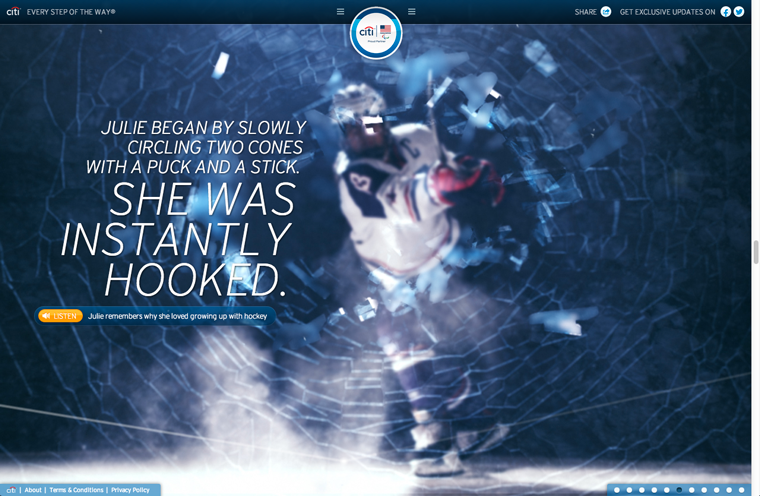 citi EVERY STEP OF THE WAY®
SHARE
GET EXCLUSIVE UPDATES ON
citi
JULIE BEGAN BY SLOWLY
CIRCLING TWO CONES
WITH A PUCK AND A STICK.
SHE WAS
INSTANTLY
HOOKED.
LISTEN Julie remembers why she loved growing up with hockey
citi | About | Terms & Conditions | Privacy Policy